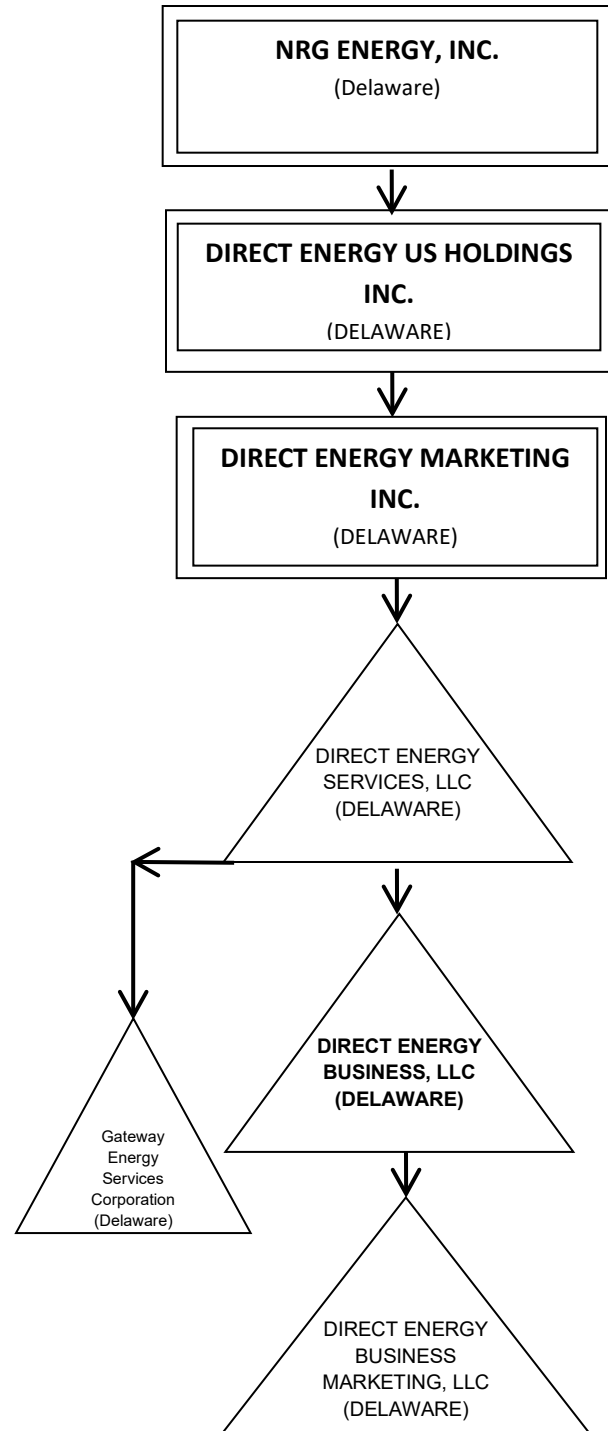 NRG ENERGY, INC.
(Delaware)
DIRECT ENERGY US HOLDINGS
INC.
(DELAWARE)
DIRECT ENERGY MARKETING
INC.
(DELAWARE)
DIRECT ENERGY
SERVICES, LLC
(DELAWARE)
DIRECT ENERGY
BUSINESS, LLC
(DELAWARE)
Gateway
Energy
Services
Corporation
(Delaware)
DIRECT ENERGY
BUSINESS
MARKETING, LLC
(DELAWARE)